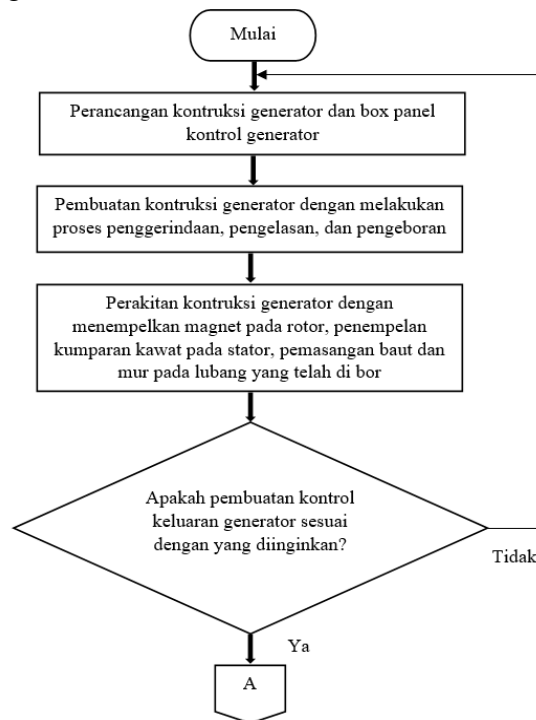 Mulai
Perancangan kontruksi generator dan box panel
kontrol generator
Pembuatan kontruksi generator dengan melakukan
proses penggerindaan, pengelasan, dan pengeboran
Perakitan kontruksi generator dengan
menempelkan magnet pada rotor, penempelan
kumparan kawat pada stator, pemasangan baut dan
mur pada lubang yang telah di bor
Apakah pembuatan kontrol
keluaran generator sesuai
dengan yang diinginkan?
Tidak
Ya
A